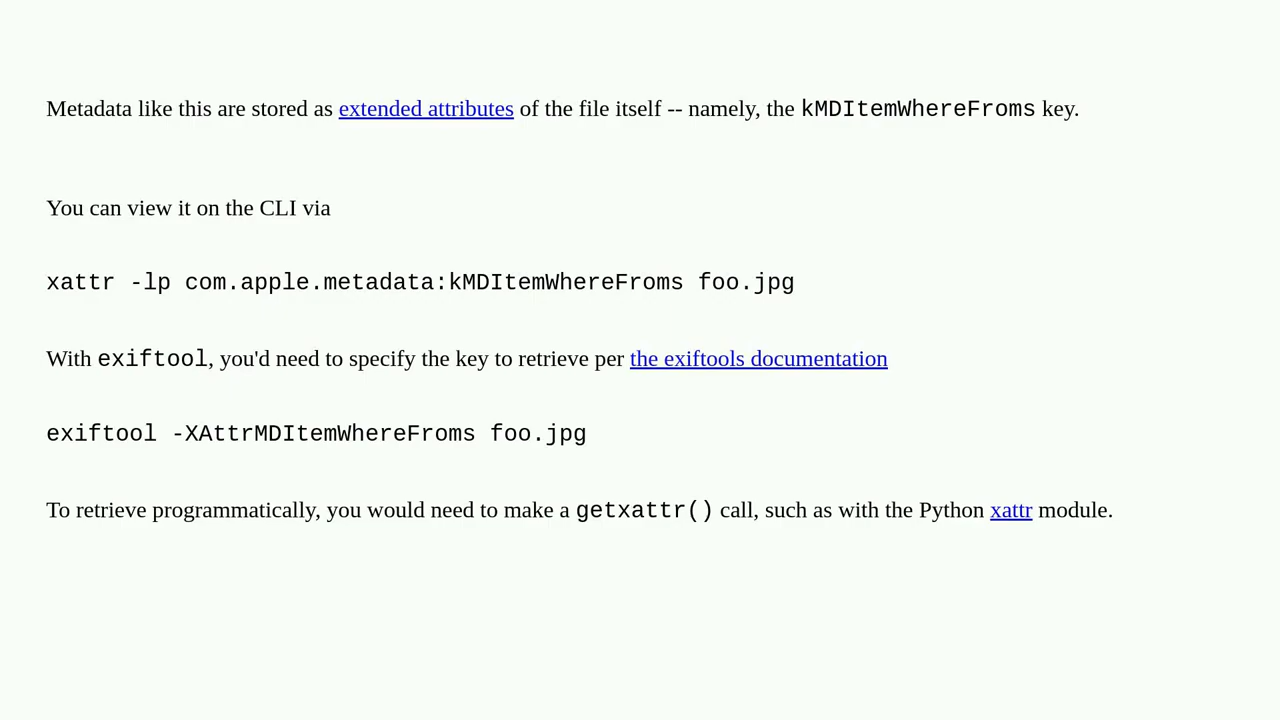 Metadata like this are stored as extended attributes of the file itself -- namely, the kMDItemWhereFroms key.
You can view it on the CLI via
xattr -lp com.apple.metadata:kMDItemWhereFroms foo.jpg
With exiftool, you'd need to specify the key to retrieve per the exiftools documentation
exiftool -XAttrMDItemWhereFroms foo.jpg
To retrieve programmatically, you would need to make a getxattr() call, such as with the Python xattr module.